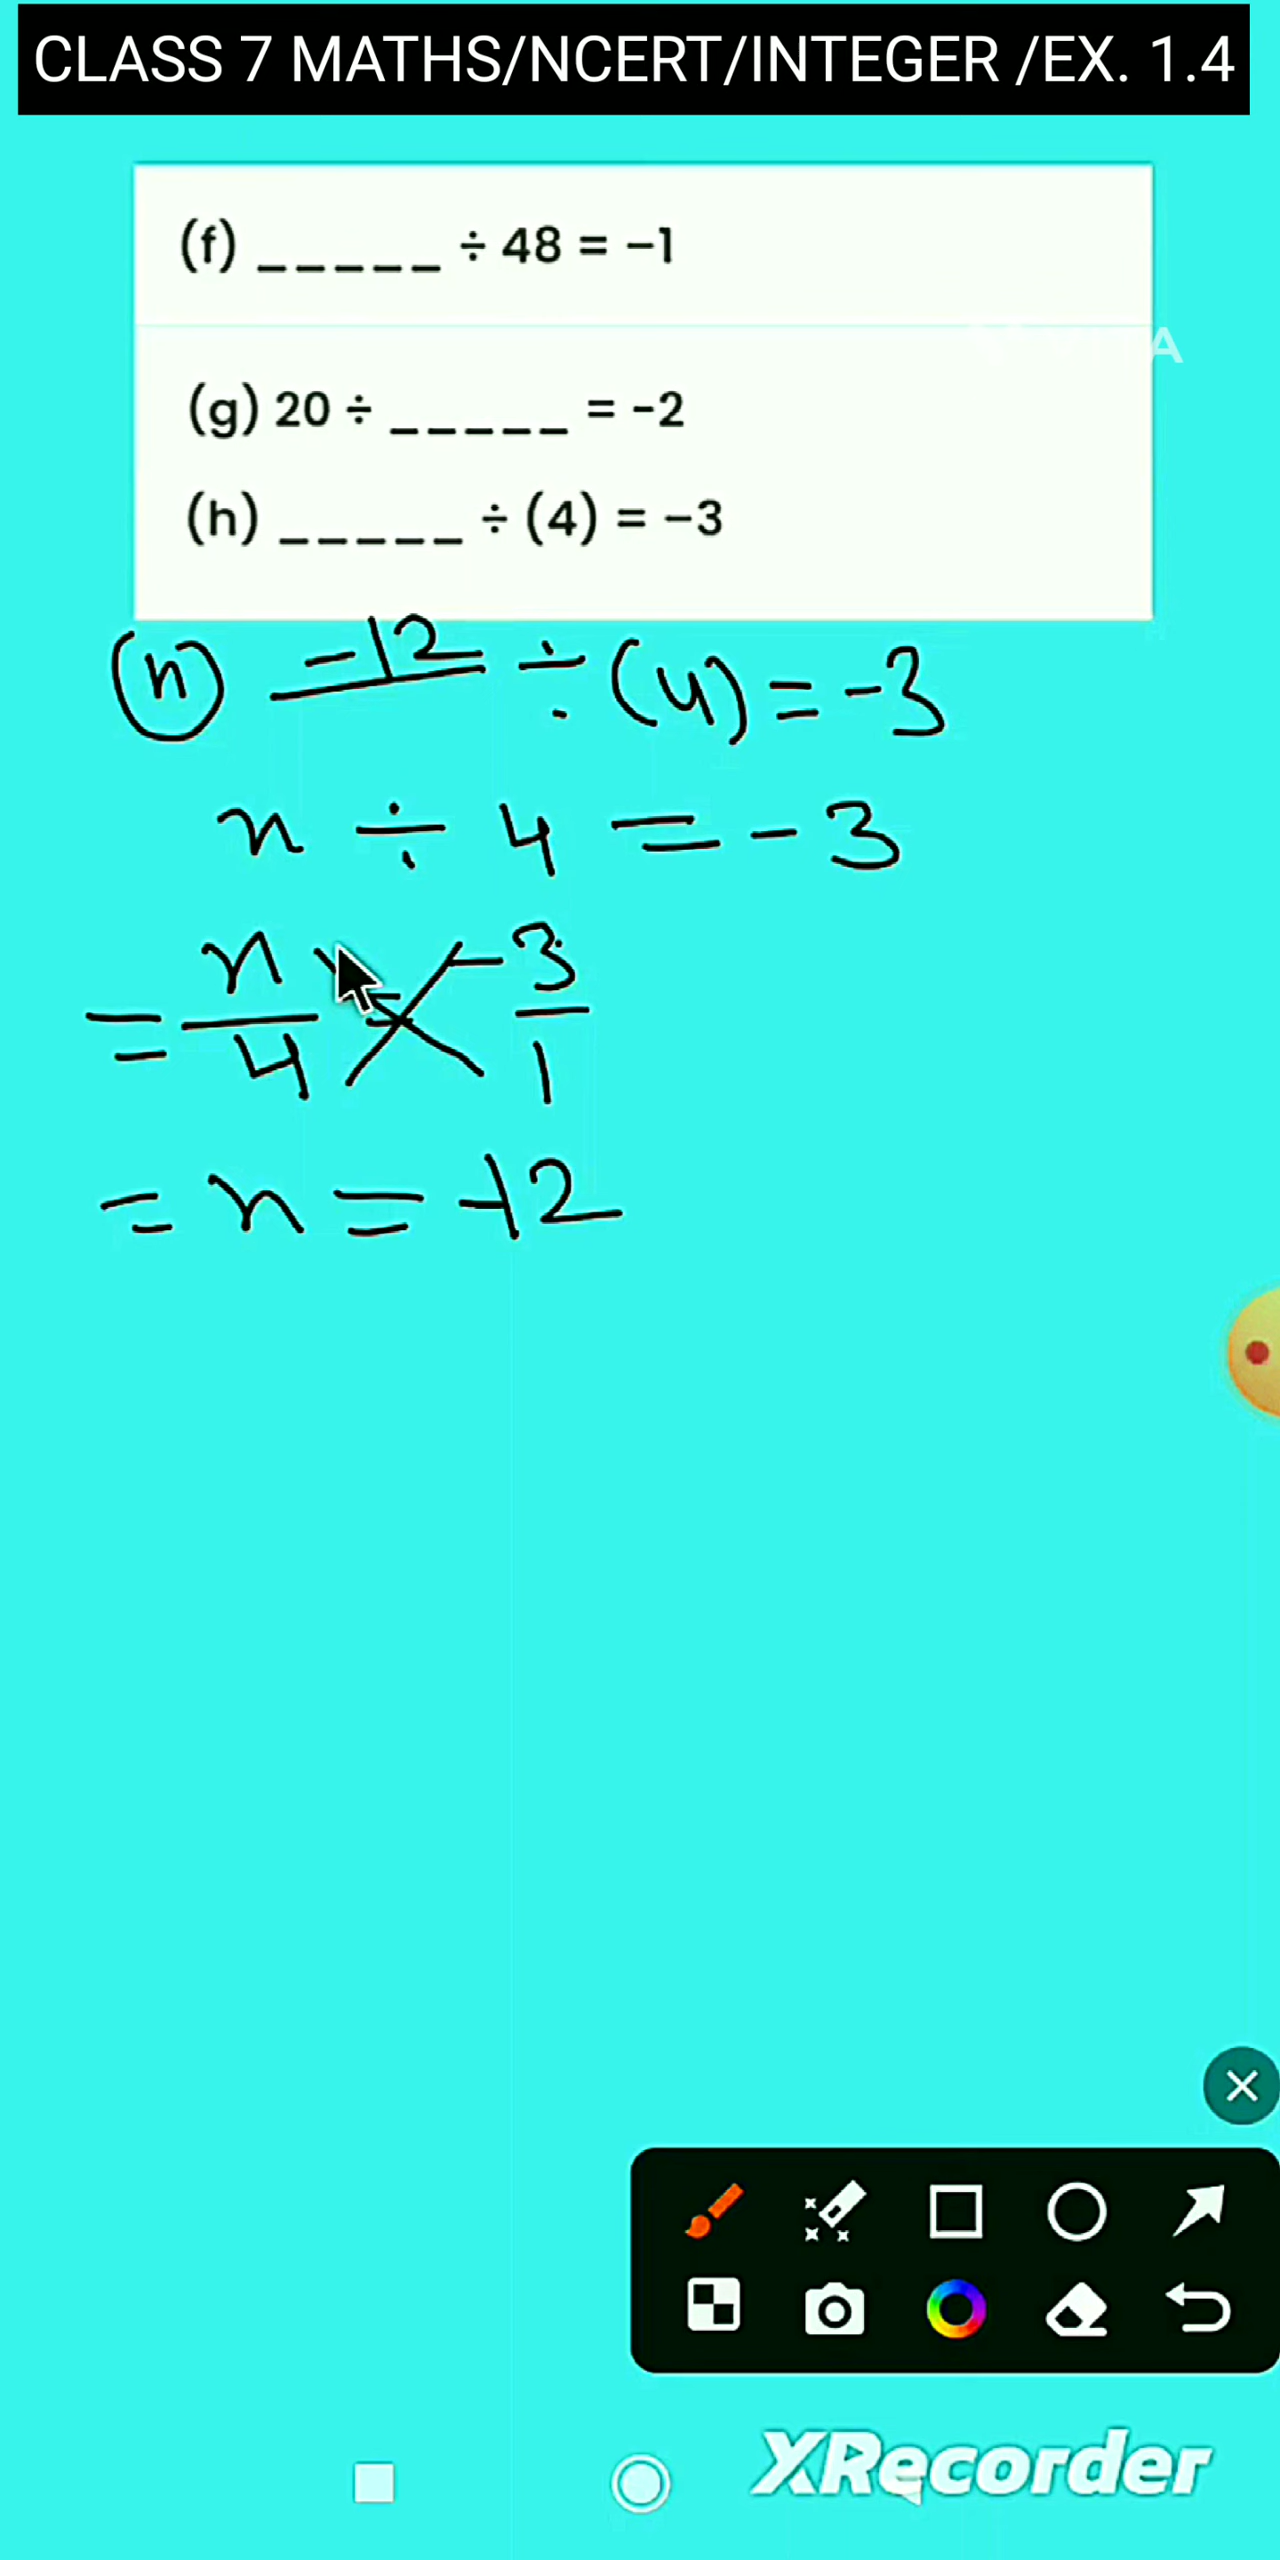 CLASS 7 MATHS/NCERT/INTEGER /EX. 1.4
(f) _____ ÷ 48 = −1
(g) 20 ÷ _____ = -2
(h) _____ ÷ (4) = −3
(h) -12 ÷ (4) = -3
n ÷ 4 = -3
= n/4 = -3/1
= n = -12
XRecorder